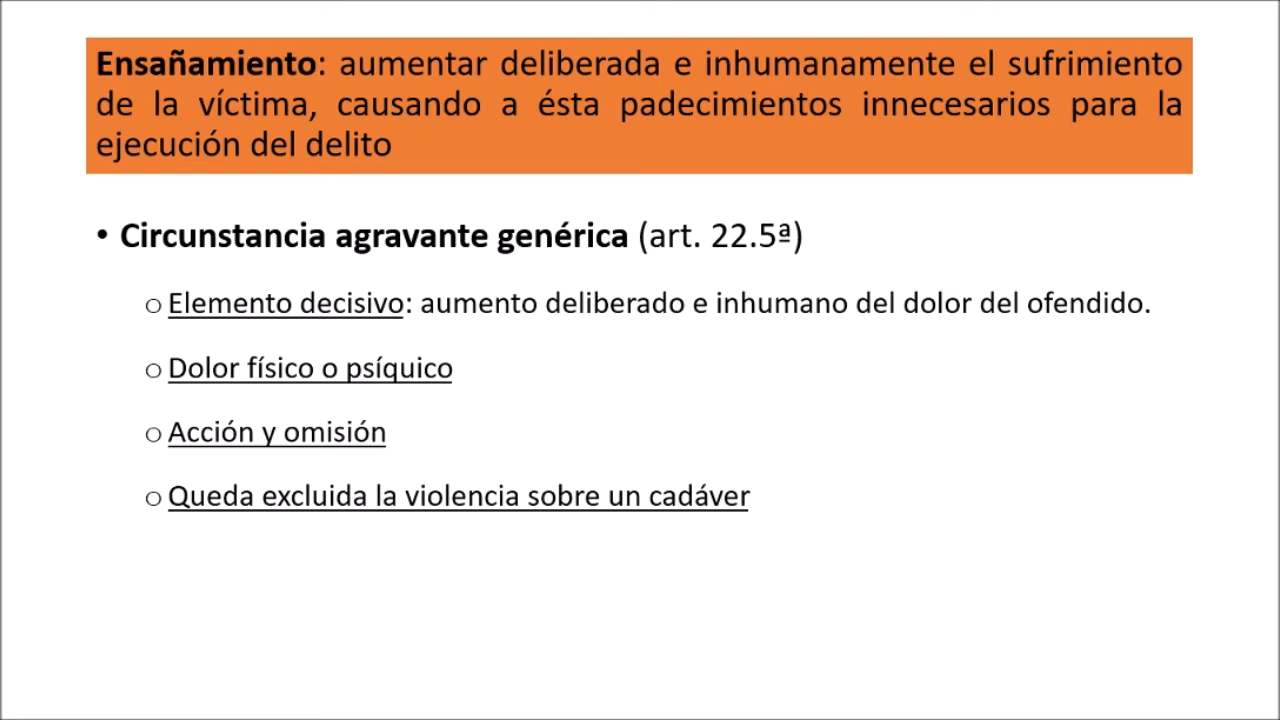 Ensañamiento: aumentar deliberada e inhumanamente el sufrimiento
de la víctima, causando a ésta padecimientos innecesarios para la
ejecución del delito
• Circunstancia agravante genérica (art. 22.5ª)
○ Elemento decisivo: aumento deliberado e inhumano del dolor del ofendido.
○ Dolor físico o psíquico
○ Acción y omisión
○ Queda excluida la violencia sobre un cadáver